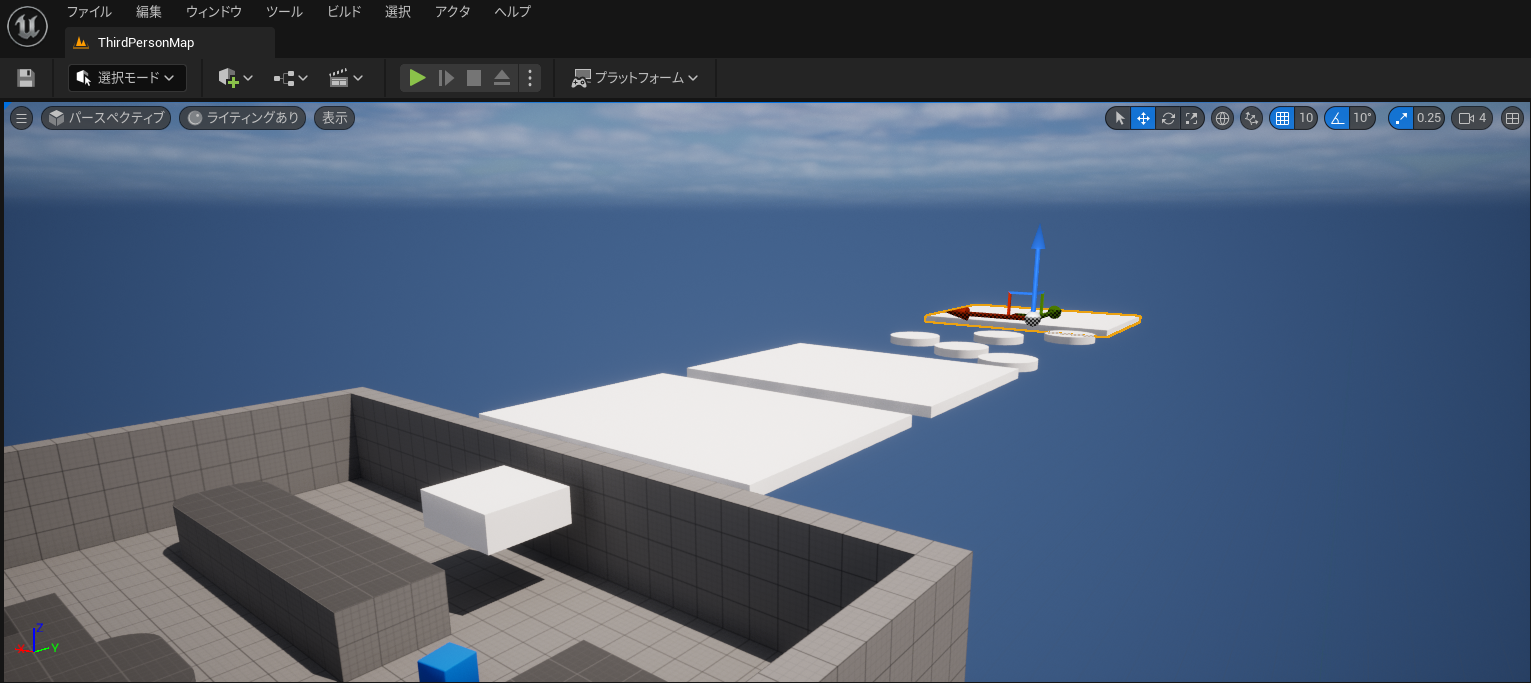 ファイル 編集 ウィンドウ ツール ビルド 選択 アクタ ヘルプ
ThirdPersonMap
選択モード プラットフォーム
パースペクティブ ライティングあり 表示 10 10° 0.25 4
Z
X Y